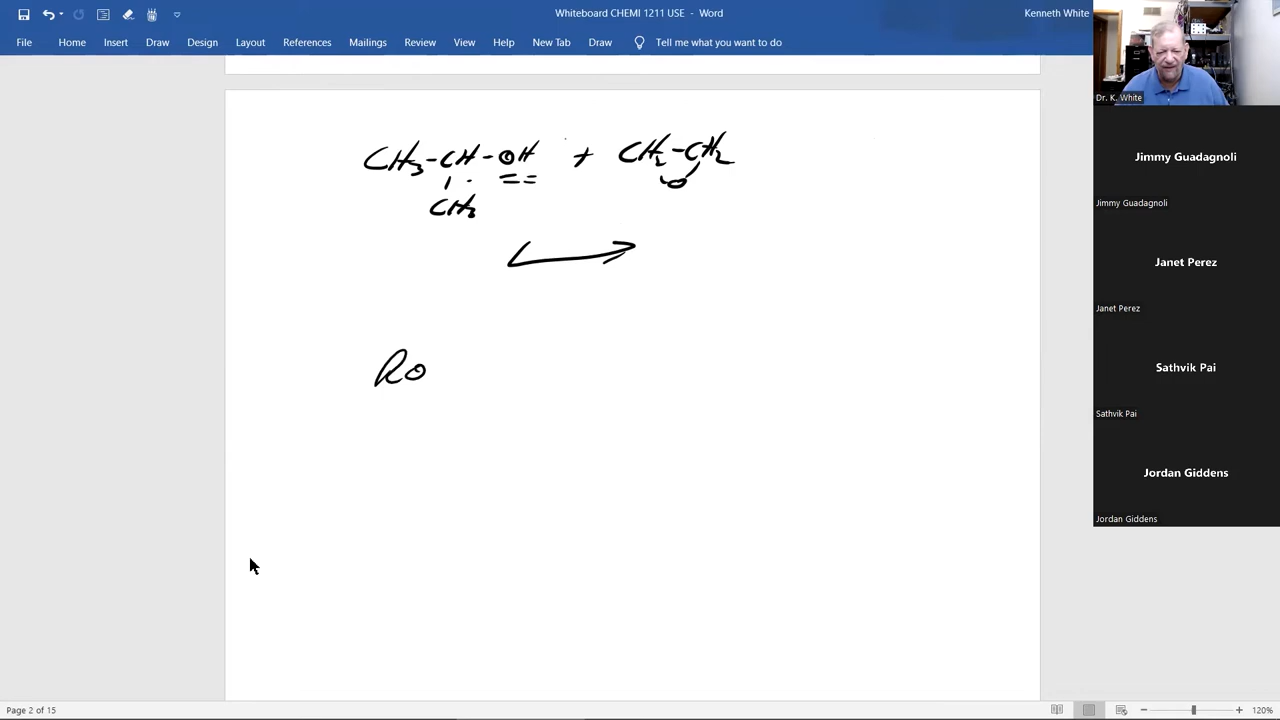 Whiteboard CHEMI 1211 USE - Word
Kenneth White
File Home Insert Draw Design Layout References Mailings Review View Help New Tab Draw Tell me what you want to do
Dr. K. White
CH3-CH-OH + CH2-CH2
CH3
O
RO
Jimmy Guadagnoli
Jimmy Guadagnoli
Janet Perez
Janet Perez
Sathvik Pai
Sathvik Pai
Jordan Giddens
Jordan Giddens
Page 2 of 15
120%